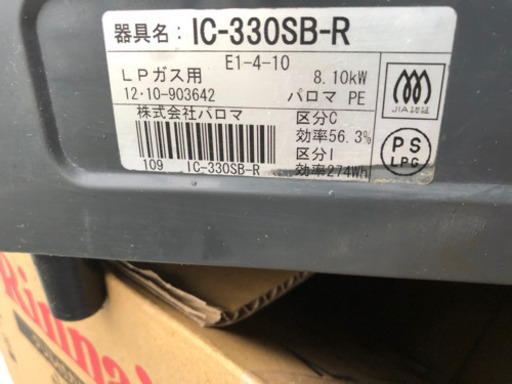 器具名：IC-330SB-R
E1-4-10
LPガス用 8.10kW
12·10-903642 パロマ PE
株式会社パロマ 区分C
効率56.3%
区分I
109 IC-330SB-R 効率274Wh
JIA認証
PS
LPG
Rinnai